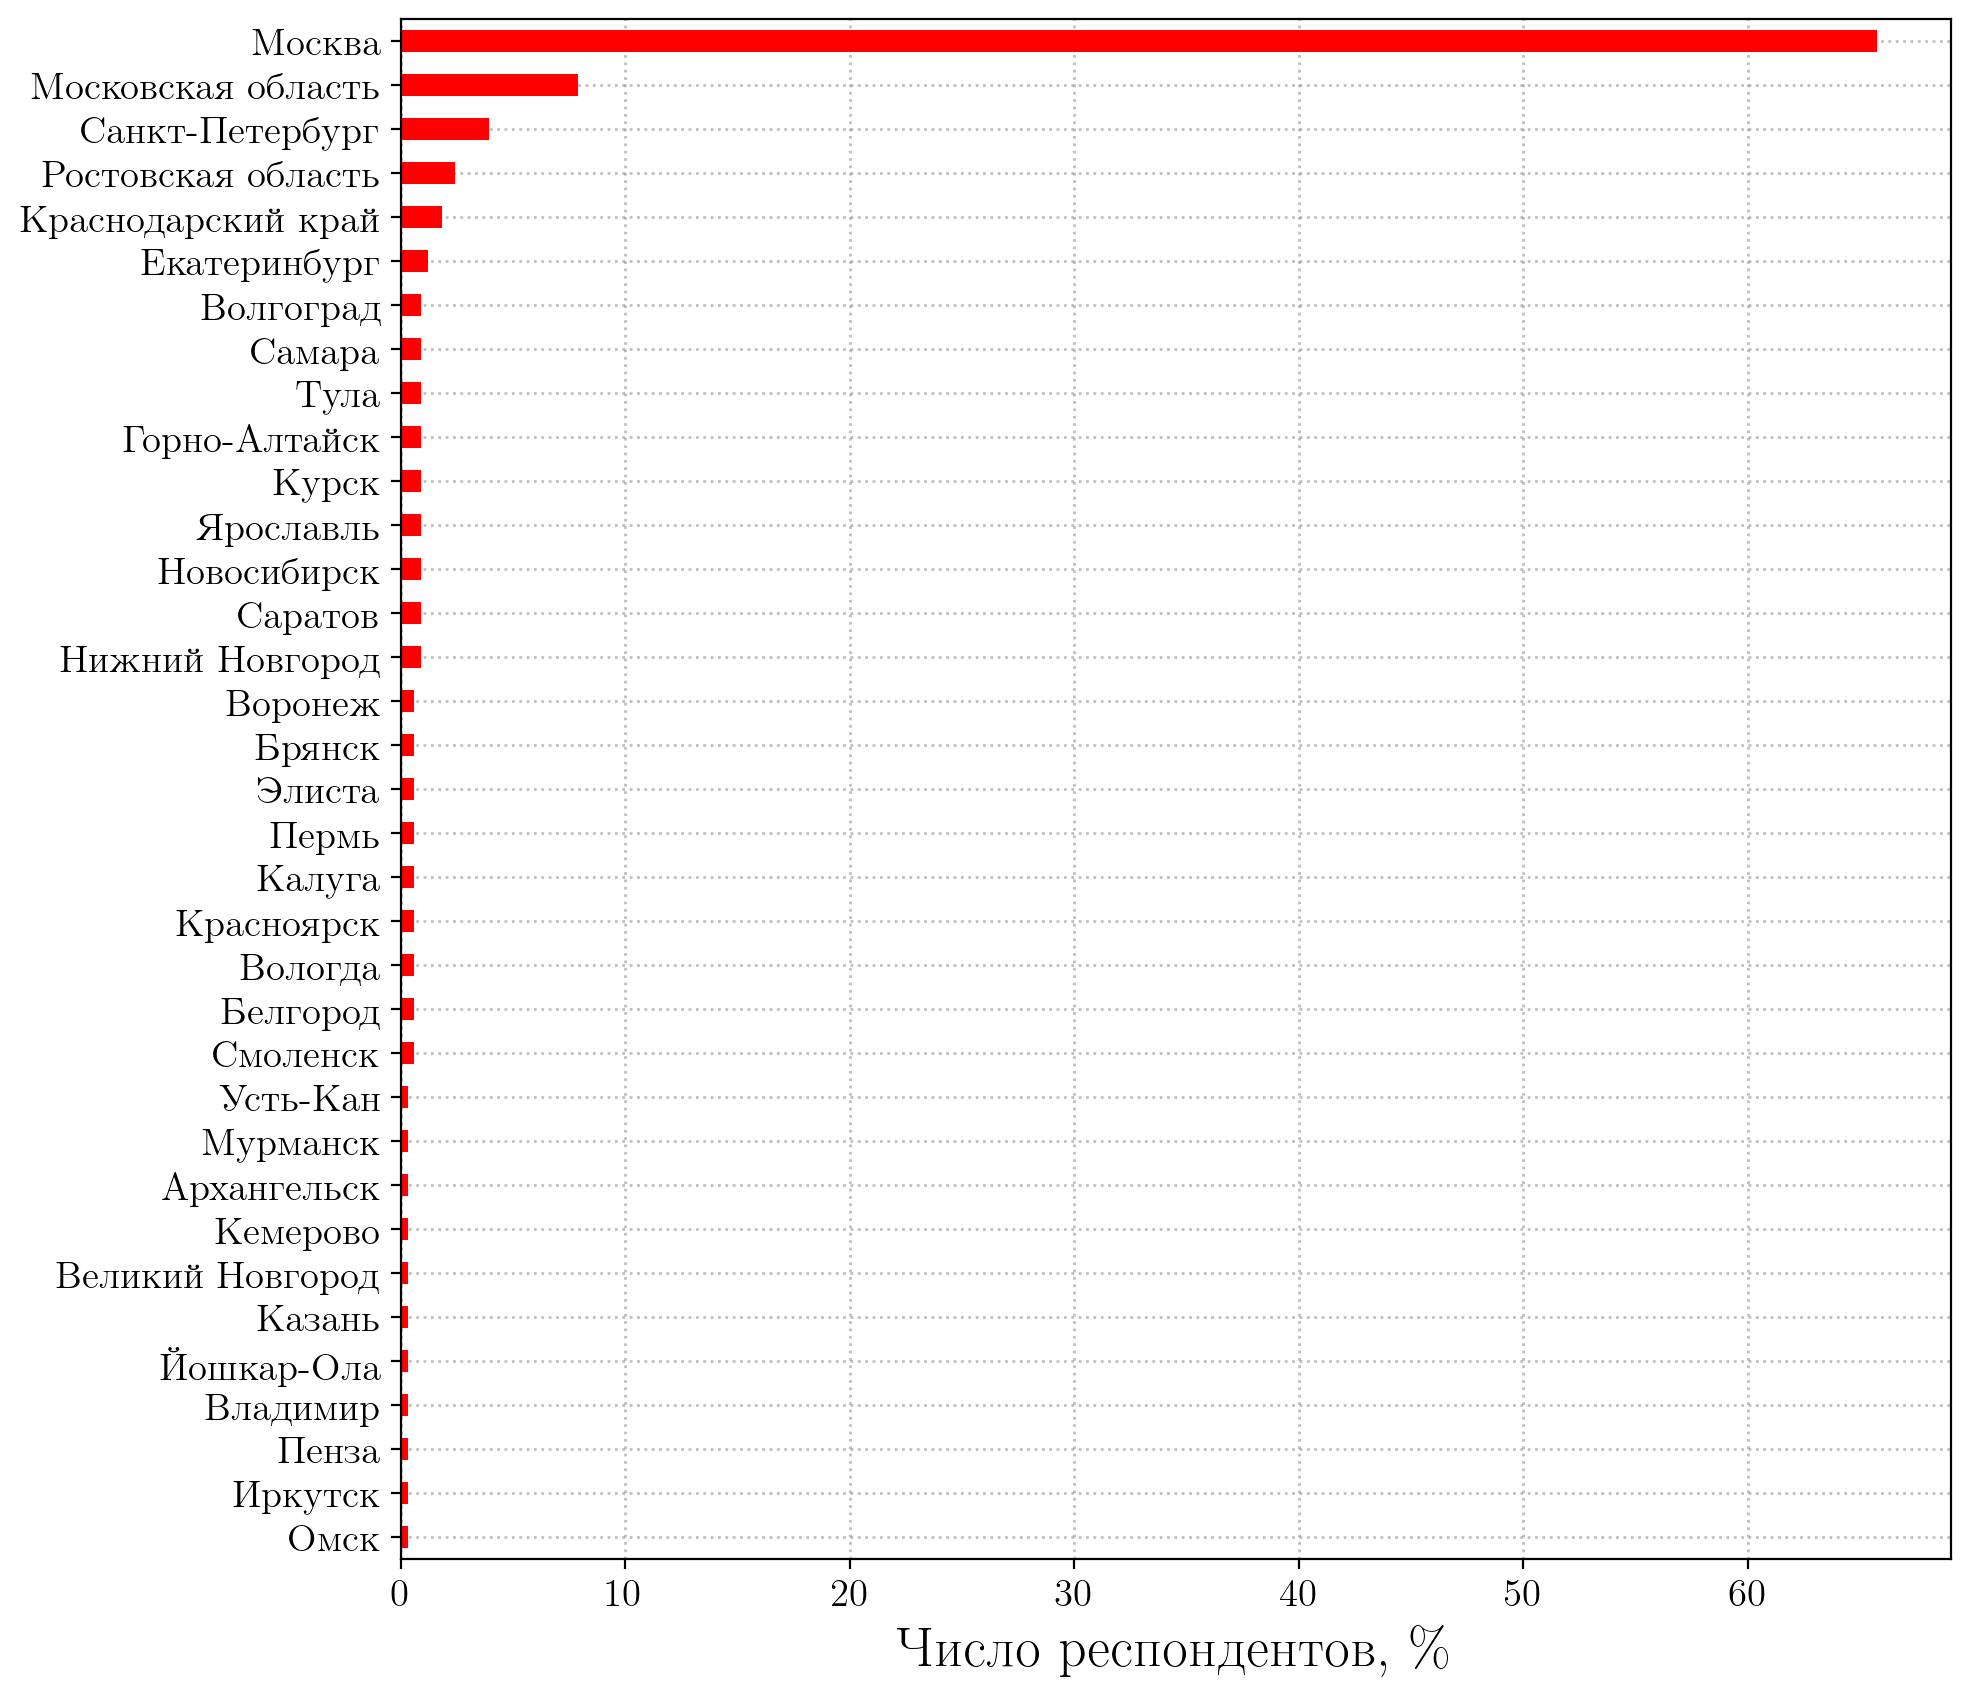 Москва
Московская область
Санкт-Петербург
Ростовская область
Краснодарский край
Екатеринбург
Волгоград
Самара
Тула
Горно-Алтайск
Курск
Ярославль
Новосибирск
Саратов
Нижний Новгород
Воронеж
Брянск
Элиста
Пермь
Калуга
Красноярск
Вологда
Белгород
Смоленск
Усть-Кан
Мурманск
Архангельск
Кемерово
Великий Новгород
Казань
Йошкар-Ола
Владимир
Пенза
Иркутск
Омск
0 10 20 30 40 50 60
Число респондентов, %